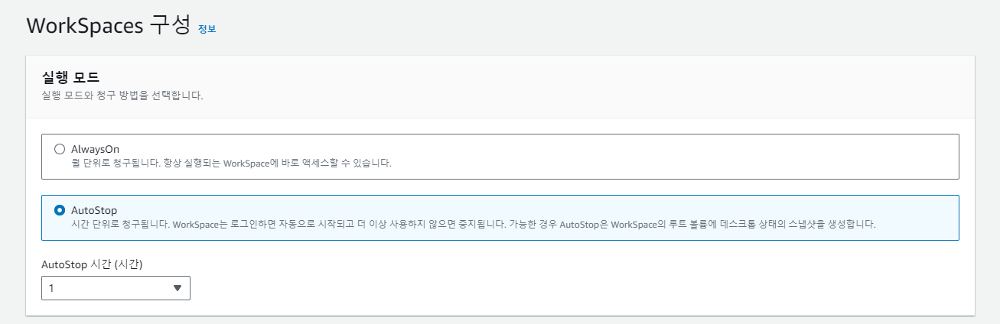 WorkSpaces 구성 정보
실행 모드
실행 모드와 청구 방법을 선택합니다.
AlwaysOn
월 단위로 청구됩니다. 항상 실행되는 WorkSpace에 바로 액세스할 수 있습니다.
AutoStop
시간 단위로 청구됩니다. WorkSpace는 로그인하면 자동으로 시작되고 더 이상 사용하지 않으면 중지됩니다. 가능한 경우 AutoStop은 WorkSpace의 루트 볼륨에 데스크톱 상태의 스냅샷을 생성합니다.
AutoStop 시간 (시간)
1